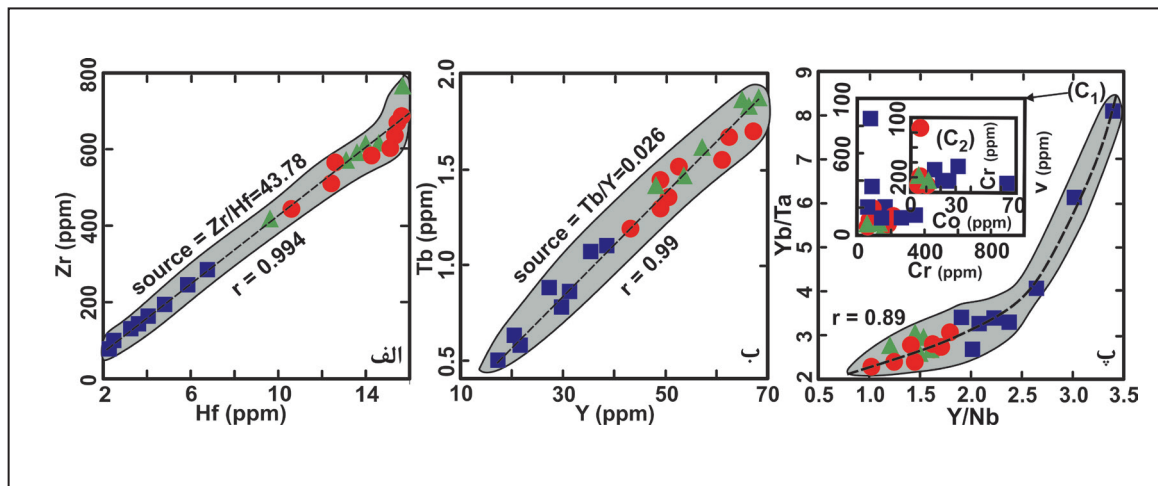 800
600
400
200
0
Zr (ppm)
source = Zr/Hf=43.78
r = 0.994
الف
2
6
10
14
Hf (ppm)
2.0
1.5
1.0
0.5
Tb (ppm)
source = Tb/Y=0.026
r = 0.99
ب
10
30
50
70
Y (ppm)
8
7
6
5
4
3
2
Yb/Ta
r = 0.89
پ
0.5
1.0
1.5
2.0
2.5
3.0
3.5
Y/Nb
(C1)
100
600
0
V (ppm)
400
800
Cr (ppm)
(C2)
100
200
Cr (ppm)
0
30
70
Co (ppm)